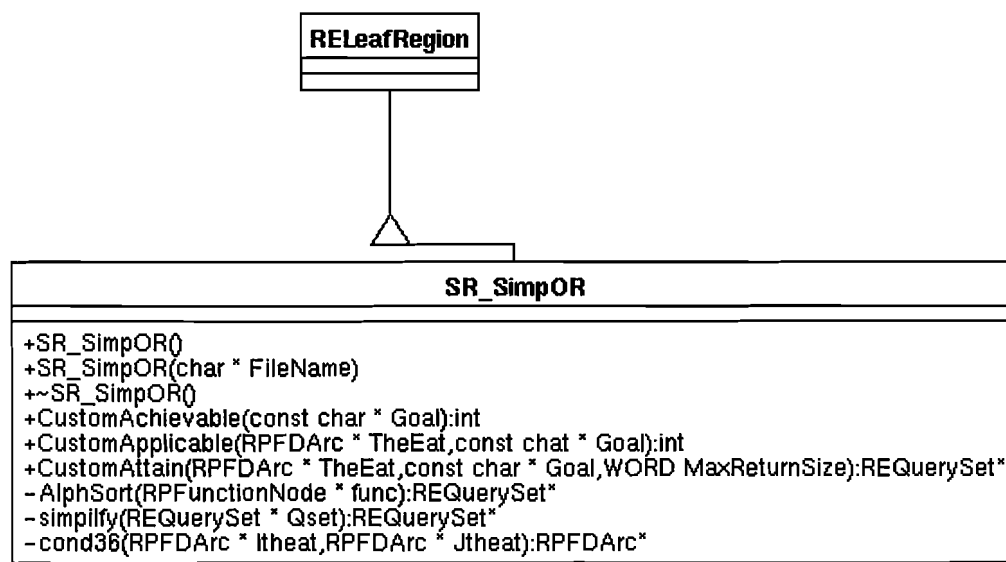 RELeafRegion
SR_SimpOR
+SR_SimpOR()
+SR_SimpOR(char * FileName)
+~SR_SimpOR()
+CustomAchievable(const char * Goal):int
+CustomApplicable(RPFDArc * TheEat,const chat * Goal):int
+CustomAttain(RPFDArc * TheEat,const char * Goal,WORD MaxReturnSize):REQuerySet*
-AlphSort(RPFunctionNode * func):REQuerySet*
-simpilfy(REQuerySet * Qset):REQuerySet*
-cond36(RPFDArc * Itheat,RPFDArc * Jtheat):RPFDArc*